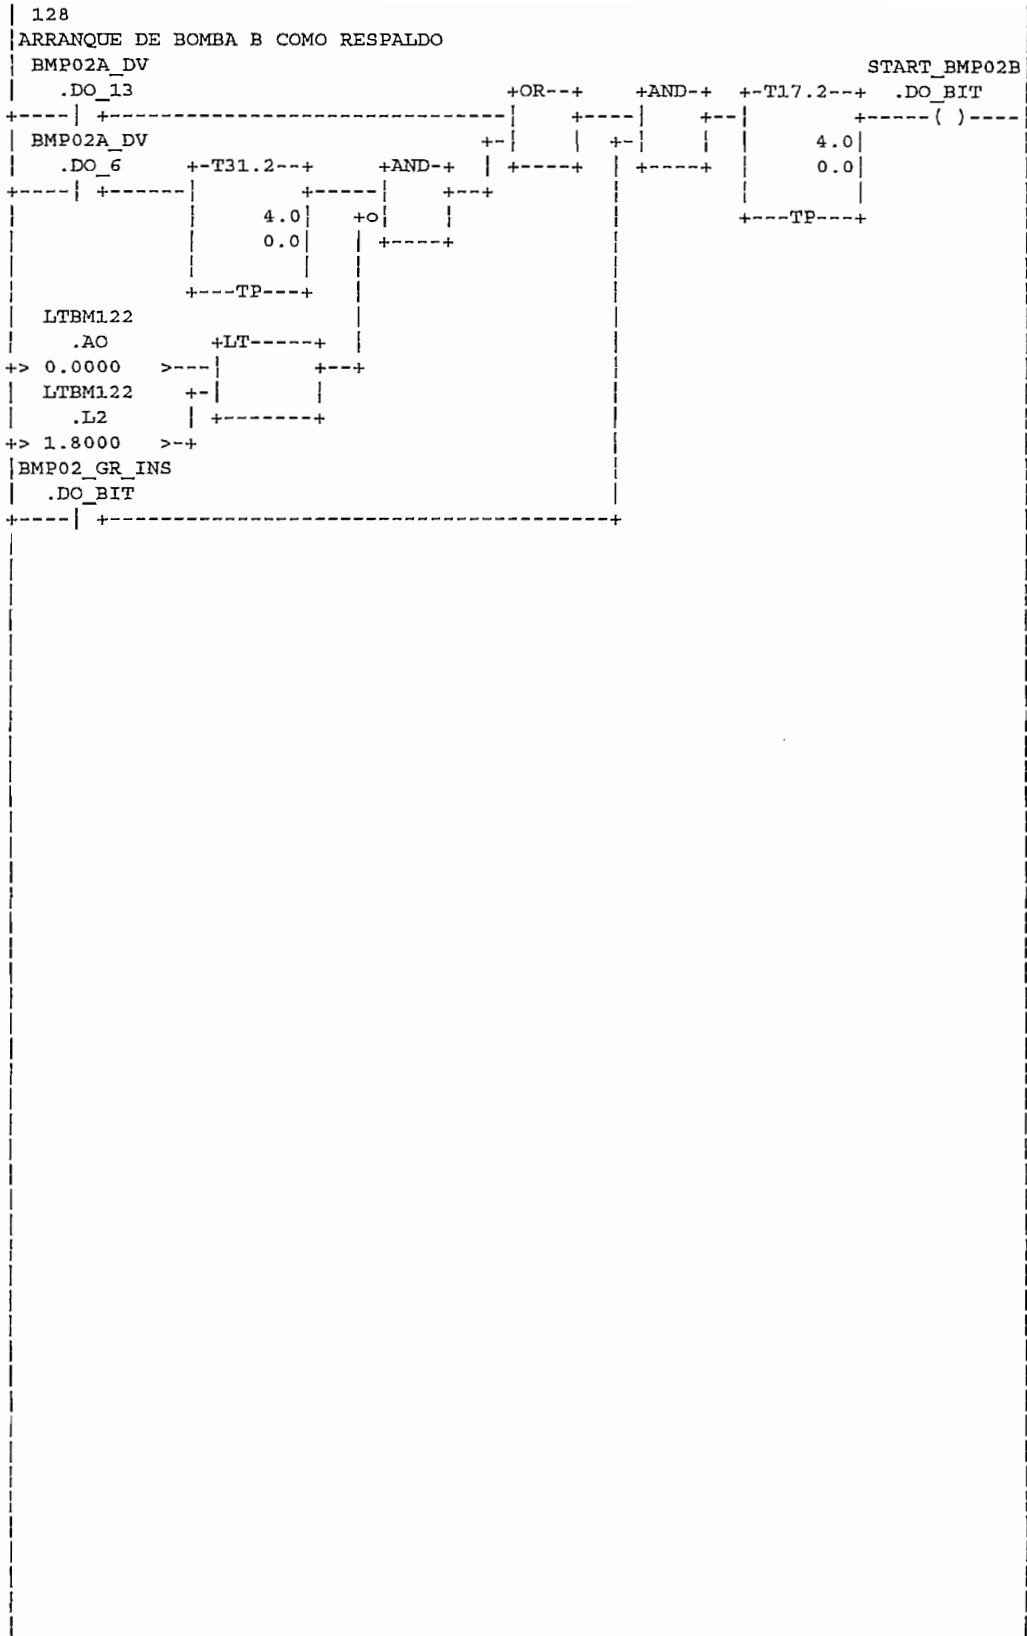 128
ARRANQUE DE BOMBA B COMO RESPALDO
BMP02A_DV START_BMP02B
.DO_13 +OR--+ +AND-+ +-T17.2--+ .DO_BIT
( )
BMP02A_DV 4.0
.DO_6 +-T31.2--+ +AND-+ 0.0
4.0 +o +---TP---+
0.0
+---TP---+
LTBM122
.AO +LT-----+
+> 0.0000 >---
LTBM122
.L2
+> 1.8000 >-+
BMP02_GR_INS
.DO_BIT